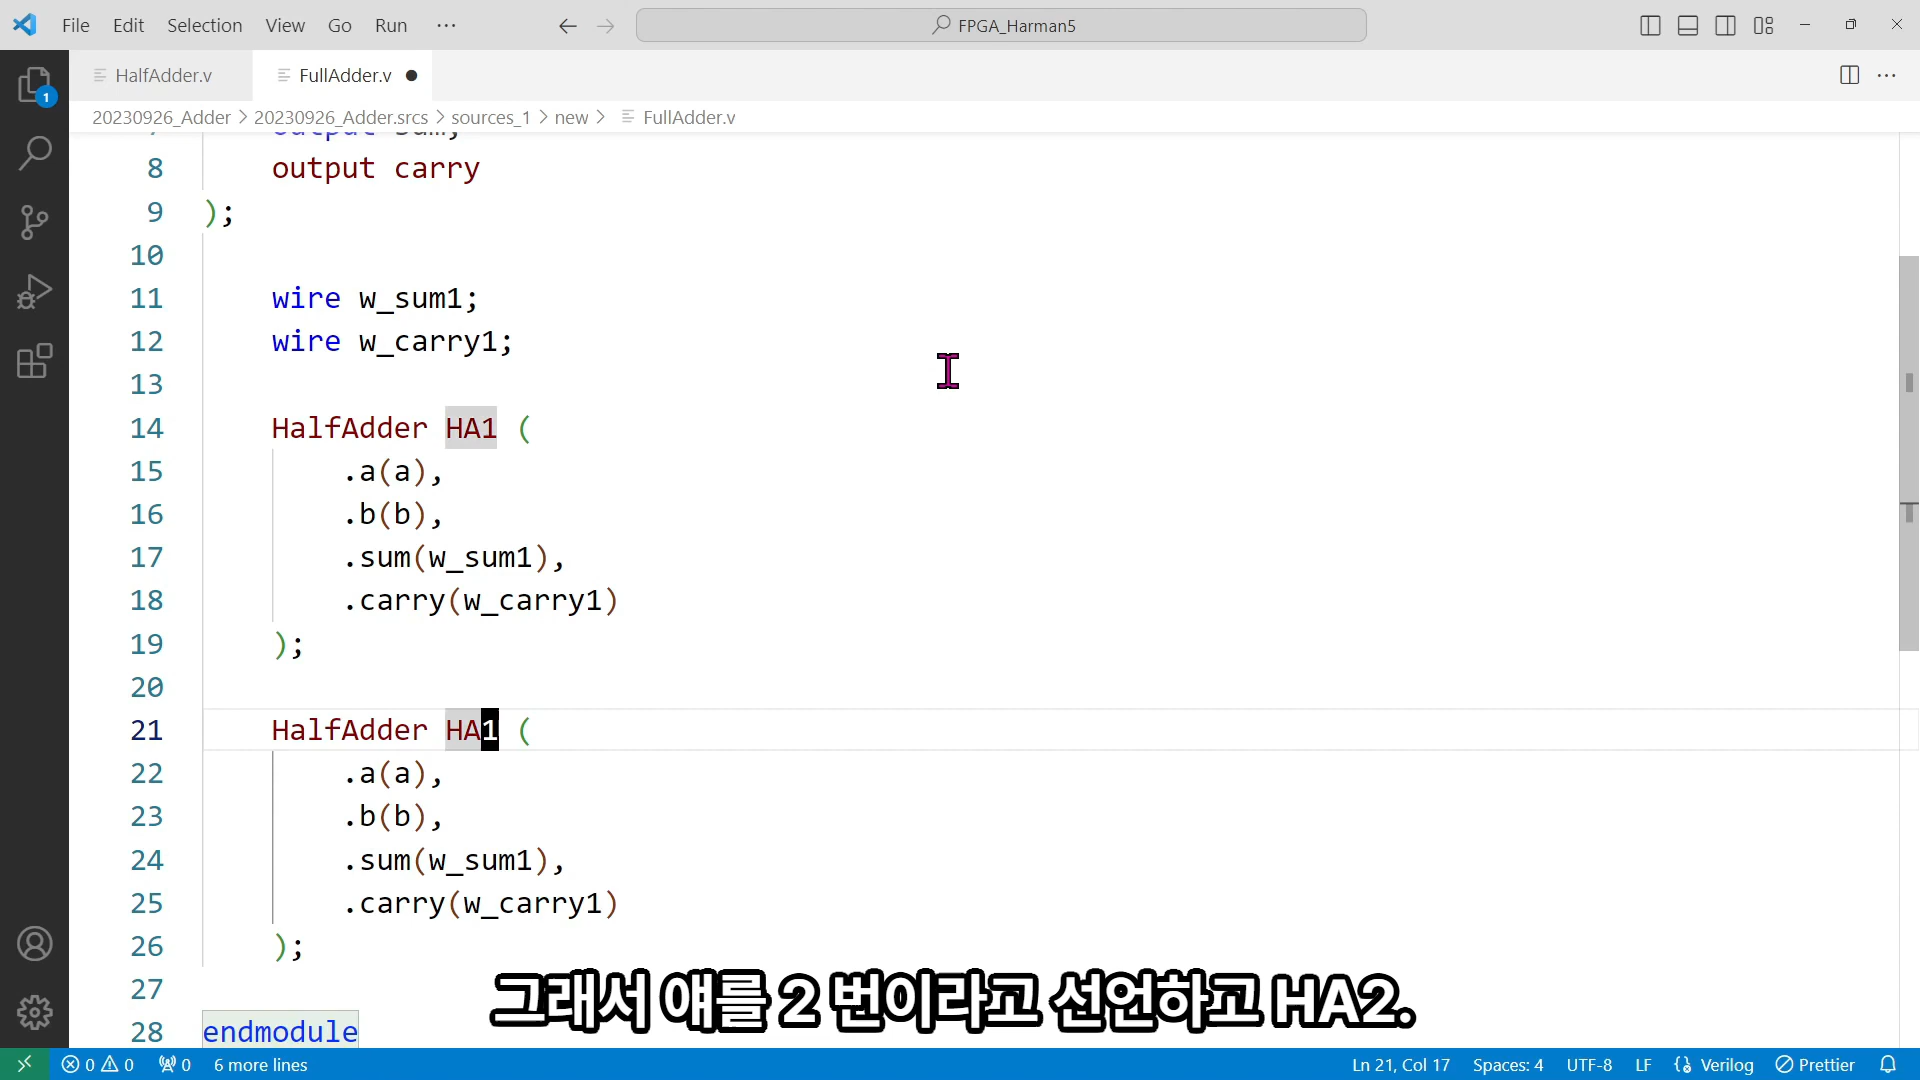 File Edit Selection View Go Run ··· FPGA_Harman5
HalfAdder.v FullAdder.v
20230926_Adder > 20230926_Adder.srcs > sources_1 > new > FullAdder.v
7 output sum;
8 output carry
9 );
10
11 wire w_sum1;
12 wire w_carry1;
13
14 HalfAdder HA1 (
15 .a(a),
16 .b(b),
17 .sum(w_sum1),
18 .carry(w_carry1)
19 );
20
21 HalfAdder HA1 (
22 .a(a),
23 .b(b),
24 .sum(w_sum1),
25 .carry(w_carry1)
26 );
27
28 endmodule
그래서 얘를 2 번이라고 선언하고 HA2.
1
0 0 0 6 more lines Ln 21, Col 17 Spaces: 4 UTF-8 LF Verilog Prettier